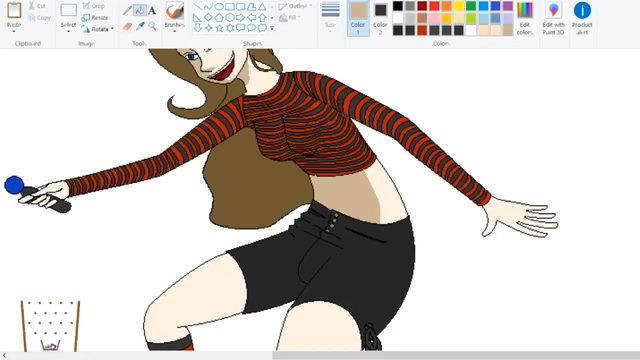 Paste
Cut
Copy
Clipboard
Select
Crop
Resize
Rotate
Image
Tools
Brushes
Shapes
Outline
Fill
Size
Color 1
Color 2
Colors
Edit colors
Edit with Paint 3D
Product alert